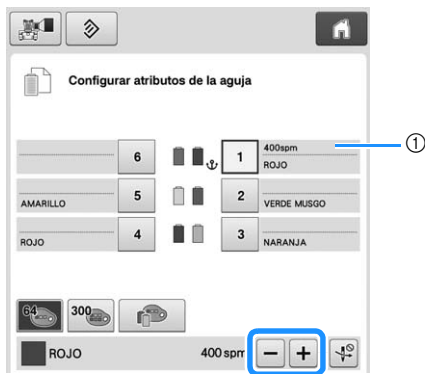 Configurar atributos de la aguja
6
1
400spm
ROJO
①
AMARILLO
5
2
VERDE MUSGO
ROJO
4
3
NARANJA
64
300
ROJO
400 spm
− +